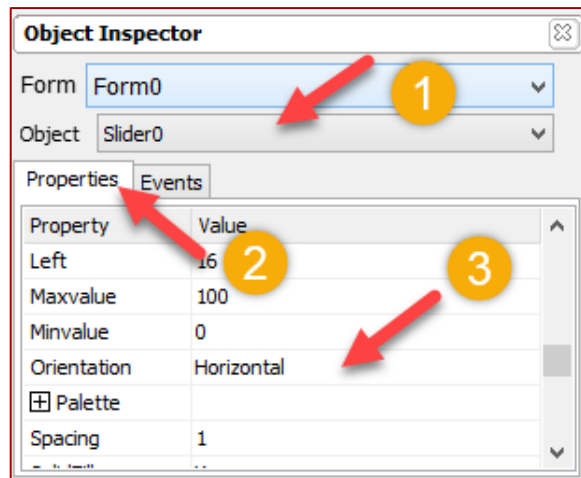 Object Inspector
Form Form0
1
Object Slider0
Properties Events
Property Value
Left 16
2
3
Maxvalue 100
Minvalue 0
Orientation Horizontal
Palette
Spacing 1